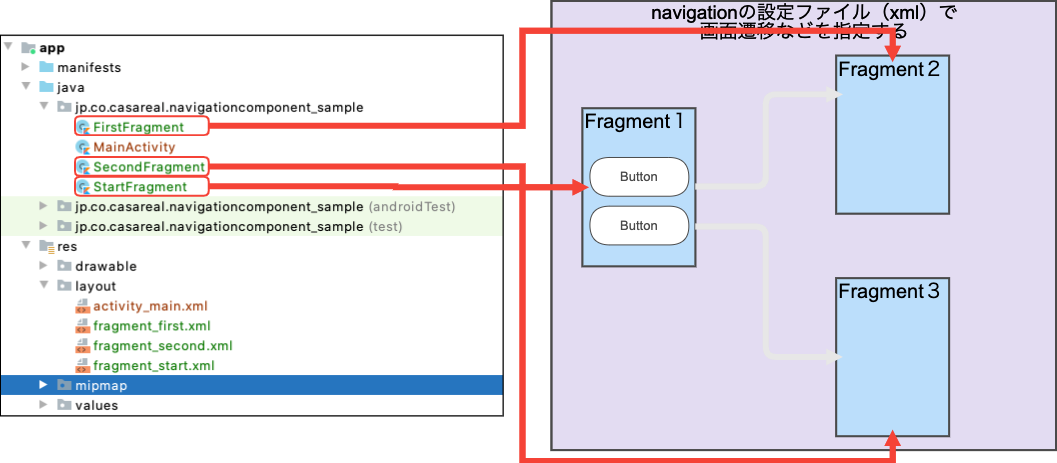 app
manifests
java
jp.co.casareal.navigationcomponent_sample
FirstFragment
MainActivity
SecondFragment
StartFragment
jp.co.casareal.navigationcomponent_sample (androidTest)
jp.co.casareal.navigationcomponent_sample (test)
res
drawable
layout
activity_main.xml
fragment_first.xml
fragment_second.xml
fragment_start.xml
mipmap
values
navigationの設定ファイル（xml）で
画面遷移などを指定する
Fragment１
Button
Button
Fragment２
Fragment３